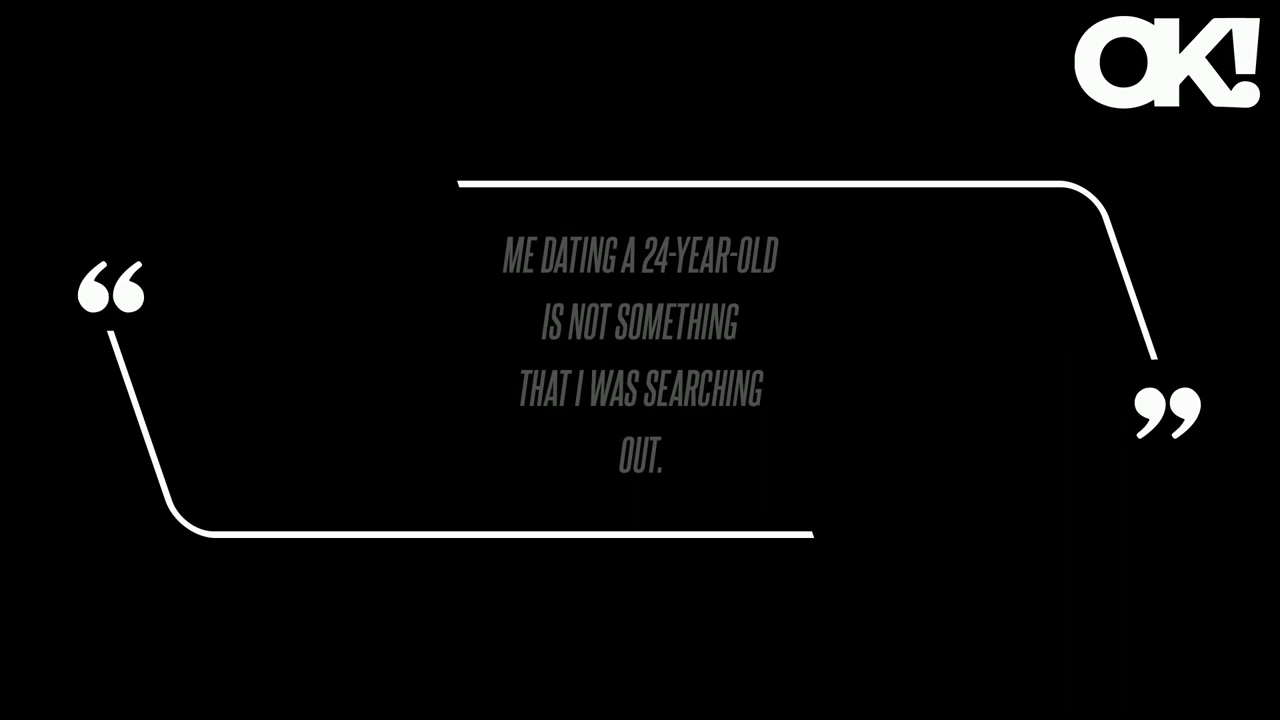 OK!
“
ME DATING A 24-YEAR-OLD
IS NOT SOMETHING
THAT I WAS SEARCHING
OUT.
”